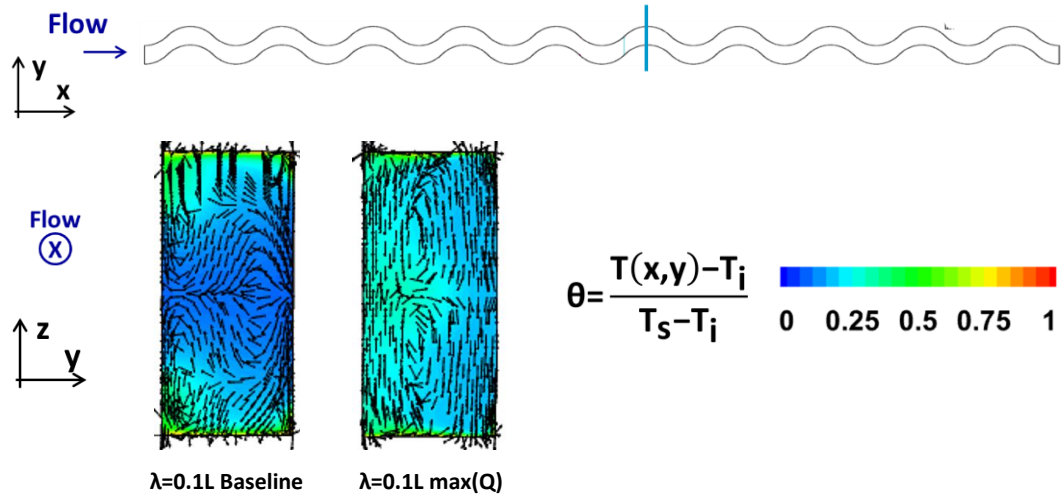 Flow
y
x
Flow
X
z
y
θ=T(x,y)−Ti
Ts−Ti
0 0.25 0.5 0.75 1
λ=0.1L Baseline λ=0.1L max(Q)